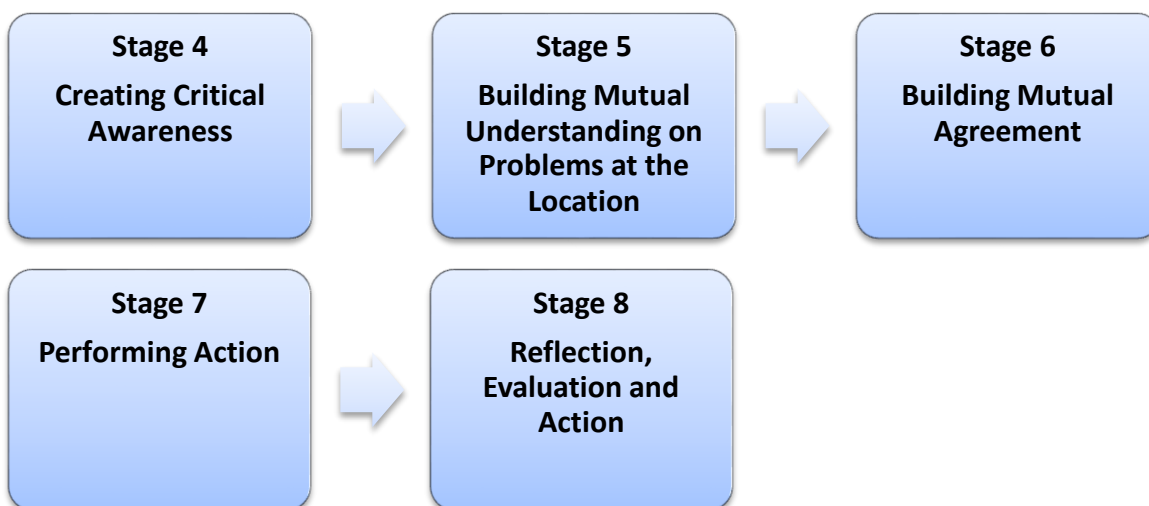 Stage 4
Creating Critical
Awareness
Stage 5
Building Mutual
Understanding on
Problems at the
Location
Stage 6
Building Mutual
Agreement
Stage 7
Performing Action
Stage 8
Reflection,
Evaluation and
Action